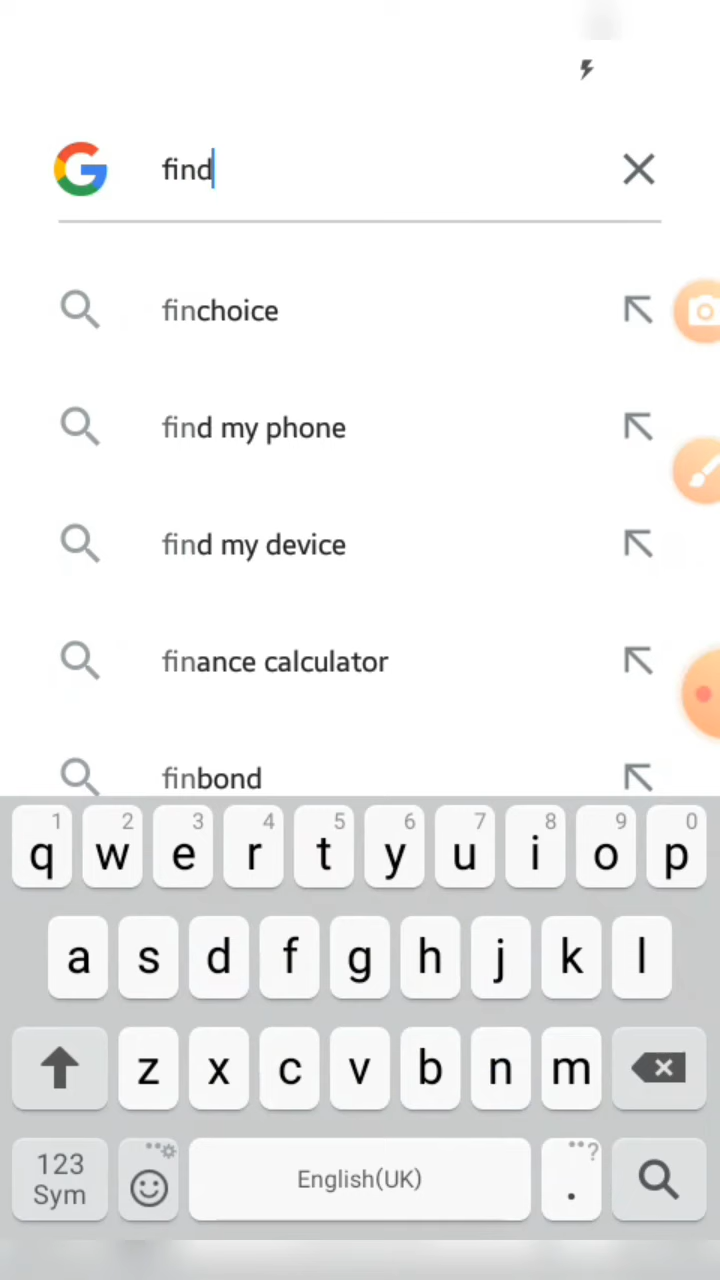 find
finchoice
find my phone
find my device
finance calculator
finbond
1 2 3 4 5 6 7 8 9 0
q w e r t y u i o p
a s d f g h j k l
z x c v b n m
123 Sym English(UK) . ?